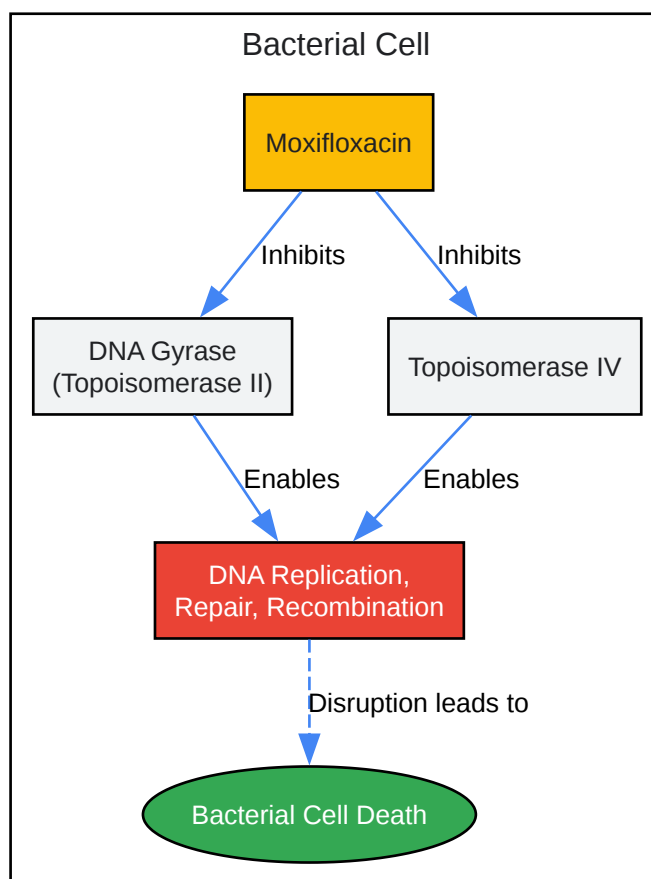 Bacterial Cell
Moxifloxacin
Inhibits
Inhibits
DNA Gyrase
(Topoisomerase II)
Topoisomerase IV
Enables
Enables
DNA Replication,
Repair, Recombination
Disruption leads to
Bacterial Cell Death